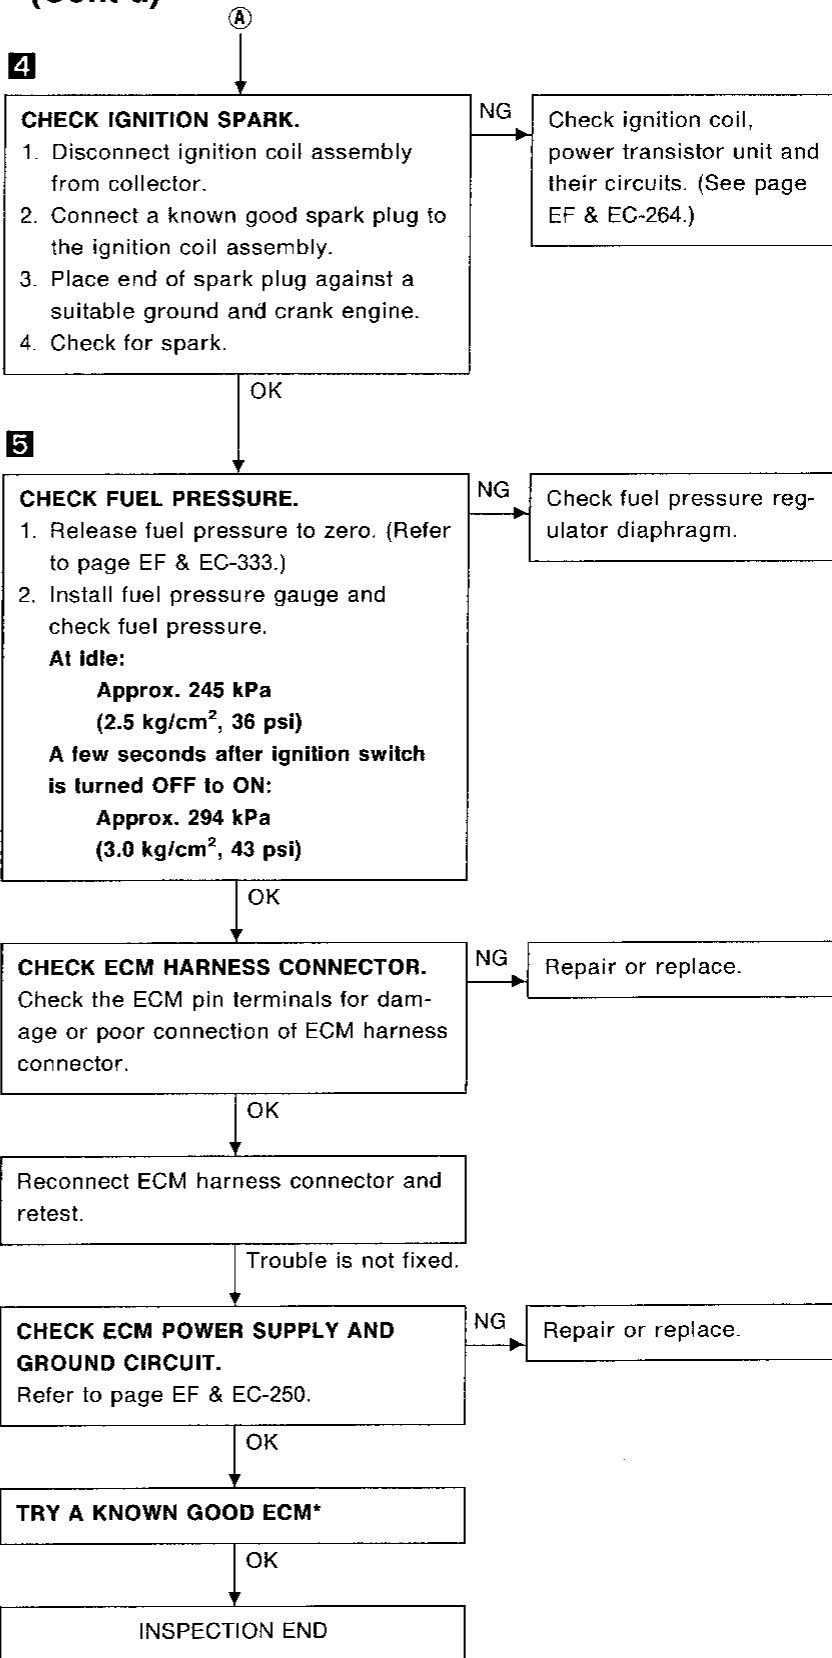 (Cont'd)
A
4
CHECK IGNITION SPARK.
1. Disconnect ignition coil assembly
from collector.
2. Connect a known good spark plug to
the ignition coil assembly.
3. Place end of spark plug against a
suitable ground and crank engine.
4. Check for spark.
NG
Check ignition coil,
power transistor unit and
their circuits. (See page
EF & EC-264.)
OK
5
CHECK FUEL PRESSURE.
1. Release fuel pressure to zero. (Refer
to page EF & EC-333.)
2. Install fuel pressure gauge and
check fuel pressure.
At idle:
Approx. 245 kPa
(2.5 kg/cm², 36 psi)
A few seconds after ignition switch
is turned OFF to ON:
Approx. 294 kPa
(3.0 kg/cm², 43 psi)
NG
Check fuel pressure reg-
ulator diaphragm.
OK
CHECK ECM HARNESS CONNECTOR.
Check the ECM pin terminals for dam-
age or poor connection of ECM harness
connector.
NG
Repair or replace.
OK
Reconnect ECM harness connector and
retest.
Trouble is not fixed.
CHECK ECM POWER SUPPLY AND
GROUND CIRCUIT.
Refer to page EF & EC-250.
NG
Repair or replace.
OK
TRY A KNOWN GOOD ECM*
OK
INSPECTION END